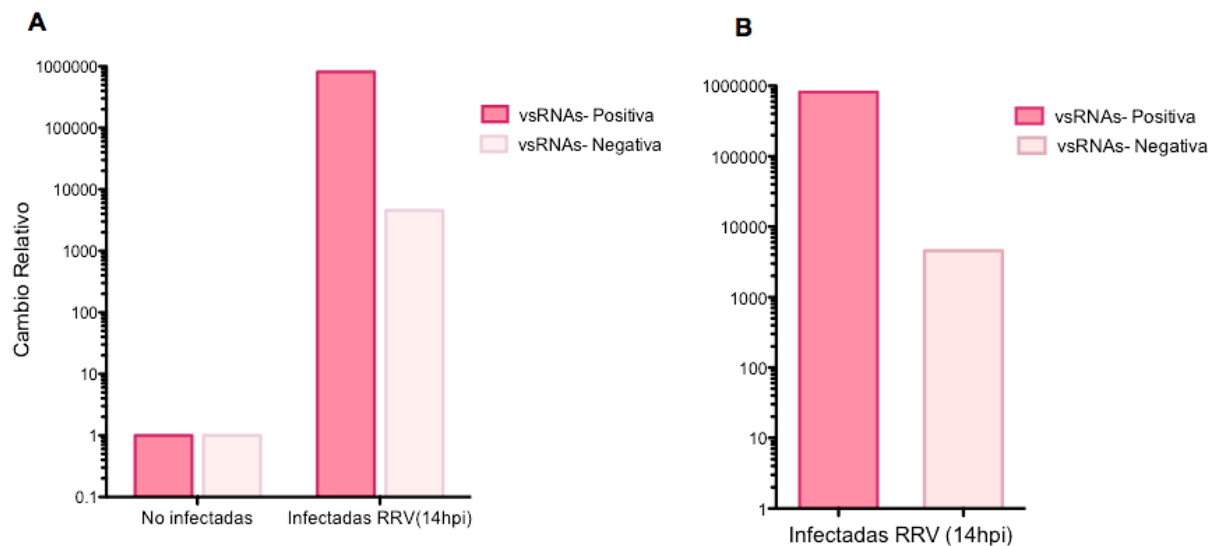 A
1000000
100000
10000
1000
100
10
1
0.1
Cambio Relativo
No infectadas
Infectadas RRV(14hpi)
vsRNAs- Positiva
vsRNAs- Negativa
B
1000000
100000
10000
1000
100
10
1
Infectadas RRV (14hpi)
vsRNAs- Positiva
vsRNAs- Negativa